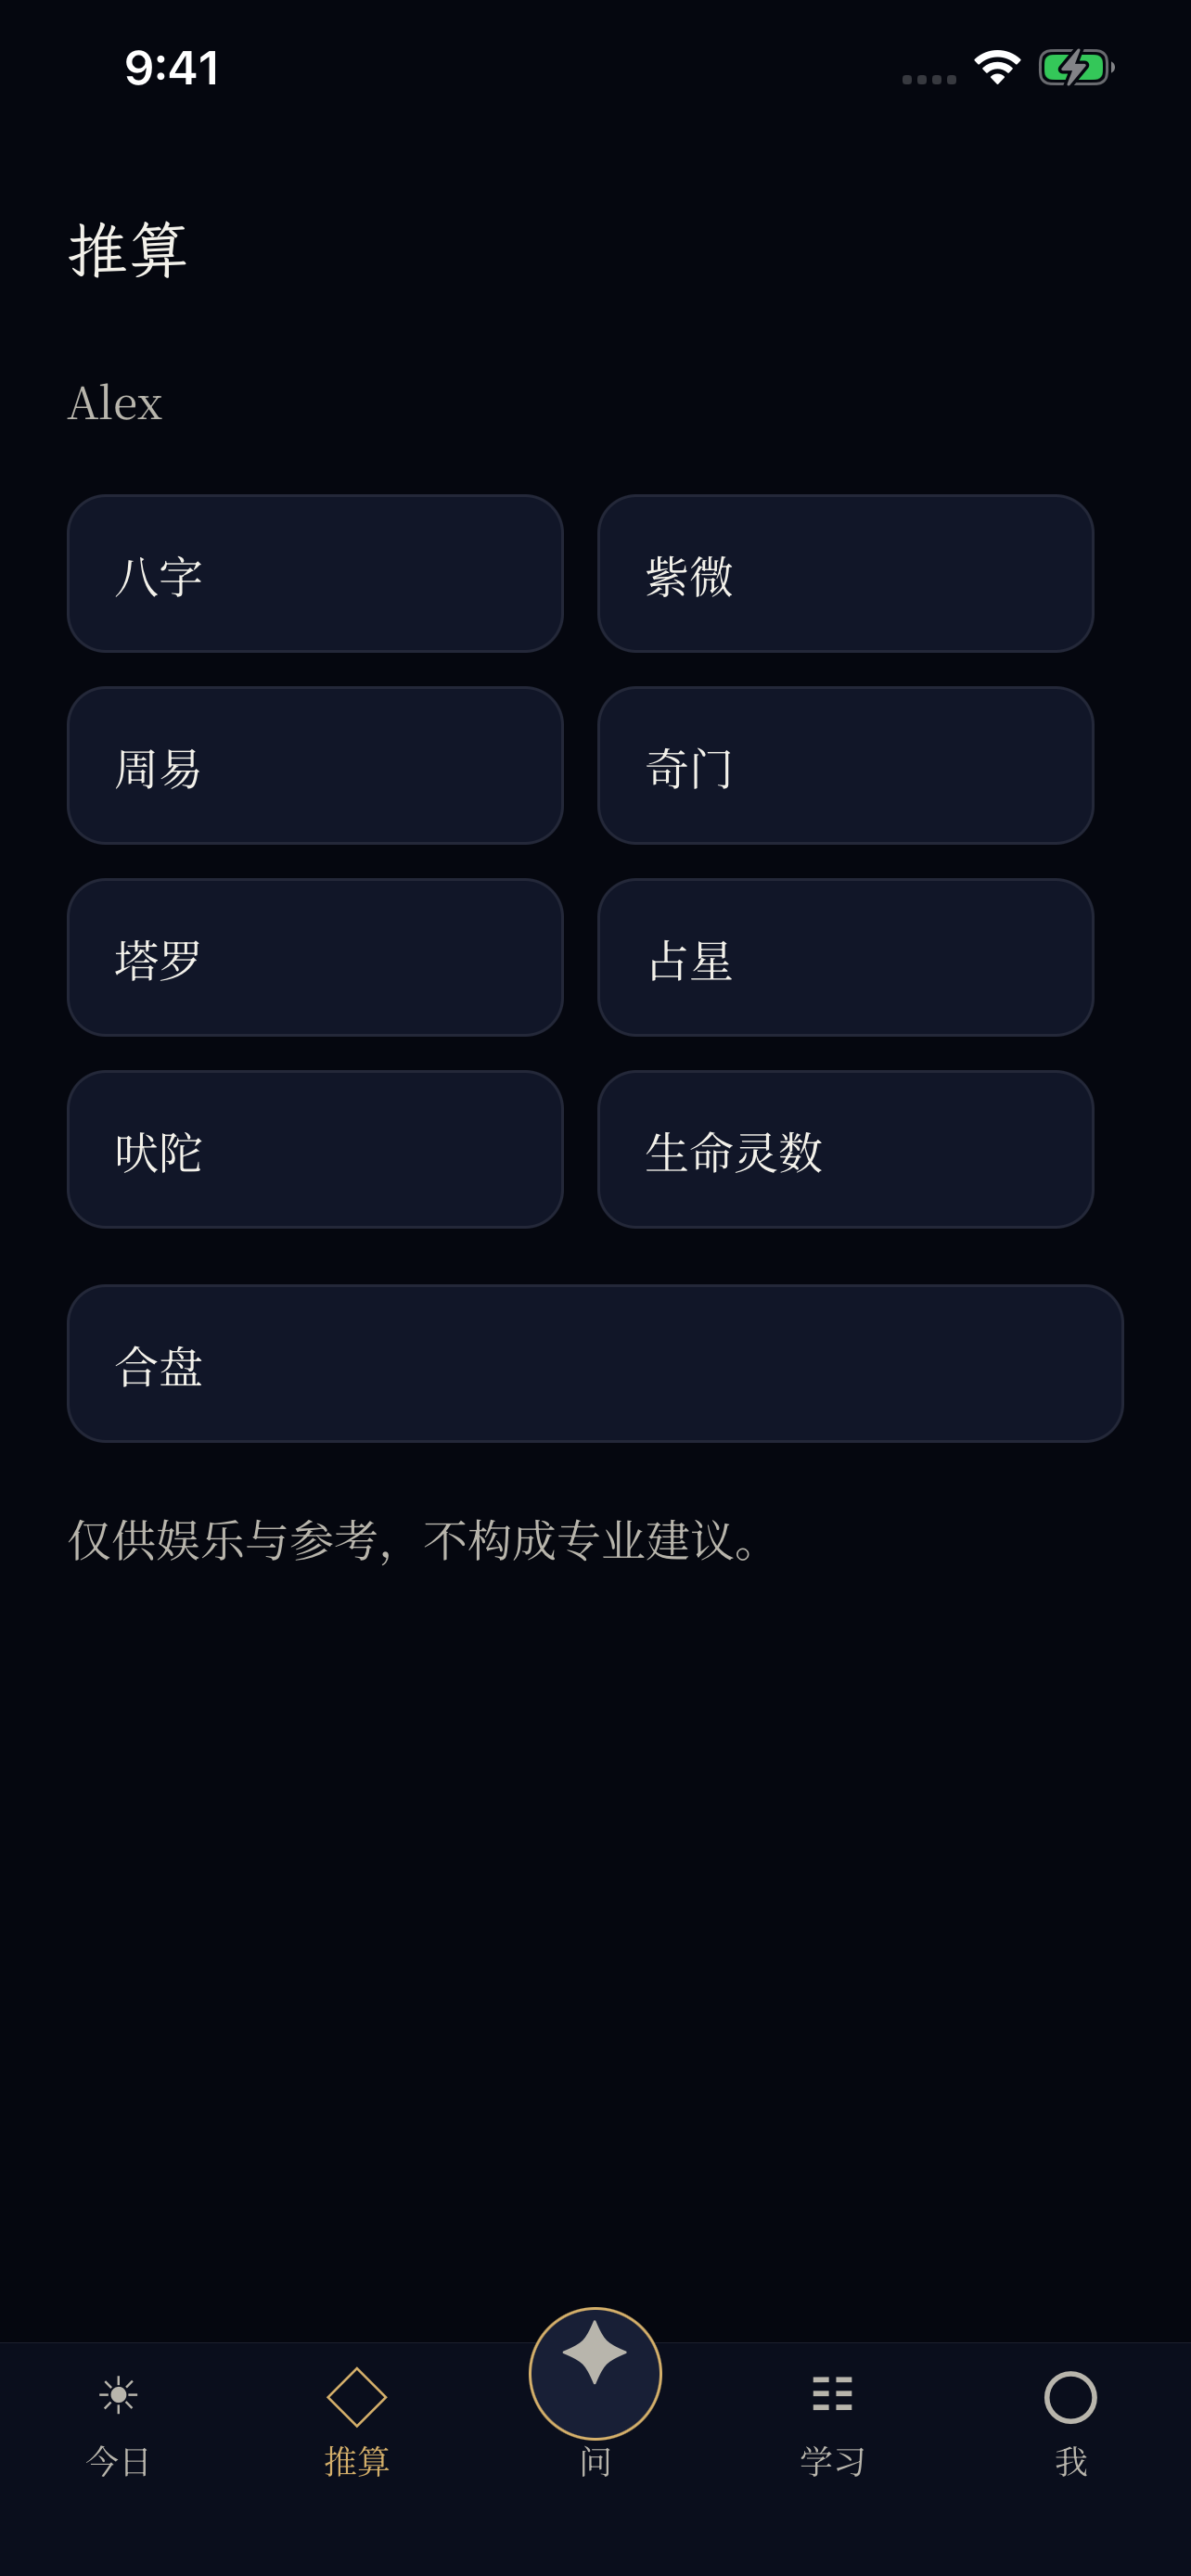 9:41
推算
Alex
八字
紫微
周易
奇门
塔罗
占星
吠陀
生命灵数
合盘
仅供娱乐与参考，不构成专业建议。
今日
推算
问
学习
我